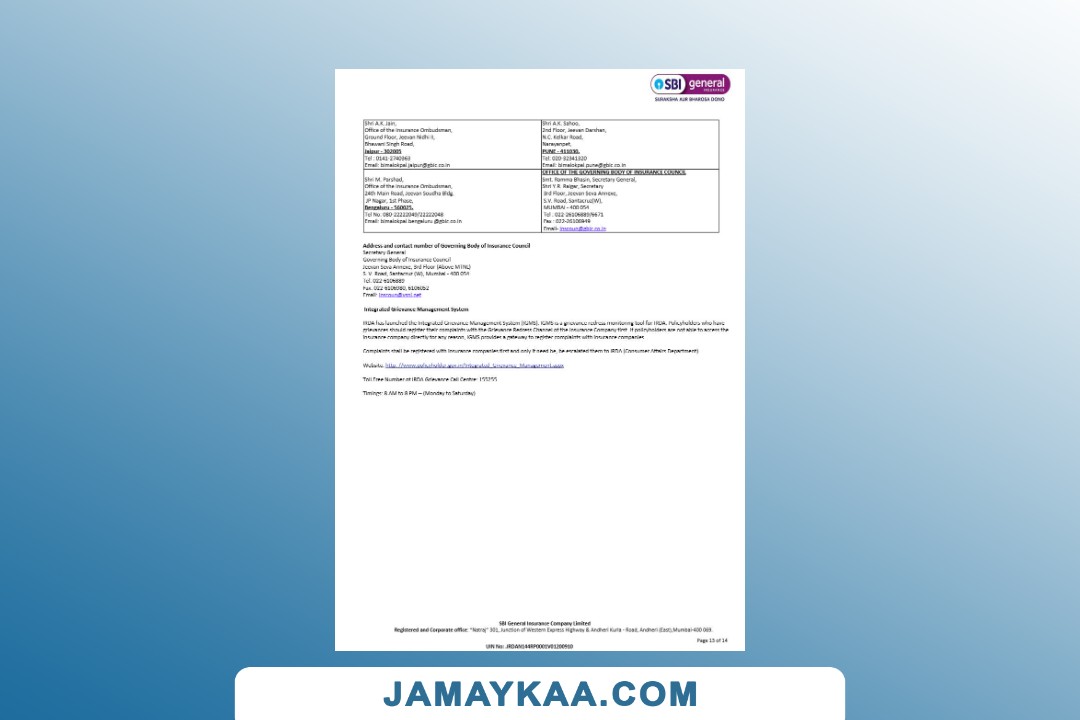 SBI general
INSURANCE
SURAKSHA AUR BHAROSA DONO
Shri A.K. Jain,
Office of the Insurance Ombudsman,
Ground Floor, Jeevan Nidhi II,
Bhawani Singh Road,
Jaipur - 302005
Tel : 0141-2740363
Email: bimalokpal.jaipur@gbic.co.in
Shri A.K. Sahoo,
2nd Floor, Jeevan Darshan,
N.C. Kelkar Road,
Narayanpet,
PUNE - 411030.
Tel: 020-32341320
Email: bimalokpal.pune@gbic.co.in
Shri M. Parshad,
Office of the Insurance Ombudsman,
24th Main Road, Jeevan Soudha Bldg,
JP Nagar, 1st Phase,
Bengaluru - 560025.
Tel No: 080-22222049/22222048
Email: bimalokpal.bengaluru @gbic.co.in
OFFICE OF THE GOVERNING BODY OF INSURANCE COUNCIL
Smt. Ramma Bhasin, Secretary General,
Shri Y.R. Raigar, Secretary
3rd Floor, Jeevan Seva Annexe,
S.V. Road, Santacruz(W),
MUMBAI - 400 054
Tel : 022-26106889/6671
Fax : 022-26106949
Email- inscoun@gbic.co.in
Address and contact number of Governing Body of Insurance Council
Secretary General
Governing Body of Insurance Council
Jeevan Seva Annexe, 3rd Floor (Above MTNL)
S. V. Road, Santacruz (W), Mumbai - 400 054
Tel: 022-6106889
Fax: 022-6106980, 6106052
Email: inscoun@vsnl.net
Integrated Grievance Management System
IRDA has launched the Integrated Grievance Management System (IGMS). IGMS is a grievance redress monitoring tool for IRDA. Policyholders who have
grievances should register their complaints with the Grievance Redress Channel of the Insurance Company first. If policyholders are not able to access the
insurance company directly for any reason, IGMS provides a gateway to register complaints with insurance companies.
Complaints shall be registered with insurance companies first and only if need be, be escalated them to IRDA (Consumer Affairs Department)
Website: http://www.policyholder.gov.in/Integrated_Grievance_Management.aspx
Toll Free Number at IRDA Grievance Call Centre: 155255
Timings: 8 AM to 8 PM – (Monday to Saturday)
SBI General Insurance Company Limited
Registered and Corporate office: "Natraj" 301, Junction of Western Express Highway & Andheri Kurla - Road, Andheri (East),Mumbai-400 069.
Page 13 of 14
UIN No:
JAMAYKAA.COM